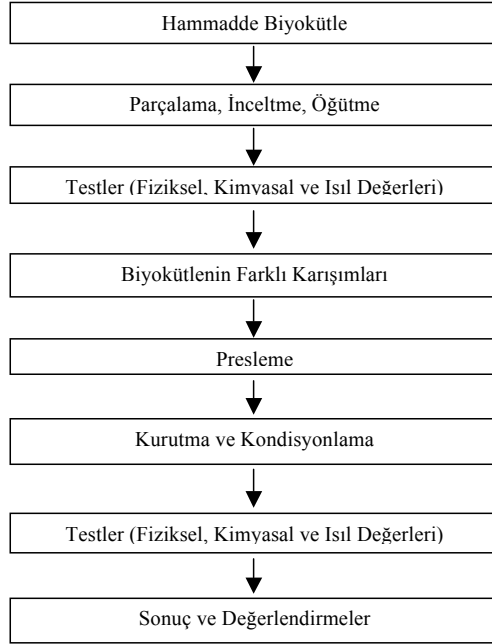 Hammadde Biyokütle
Parçalama, İnceltme, Öğütme
Testler (Fiziksel, Kimyasal ve Isıl Değerleri)
Biyokütlenin Farklı Karışımları
Presleme
Kurutma ve Kondisyonlama
Testler (Fiziksel, Kimyasal ve Isıl Değerleri)
Sonuç ve Değerlendirmeler